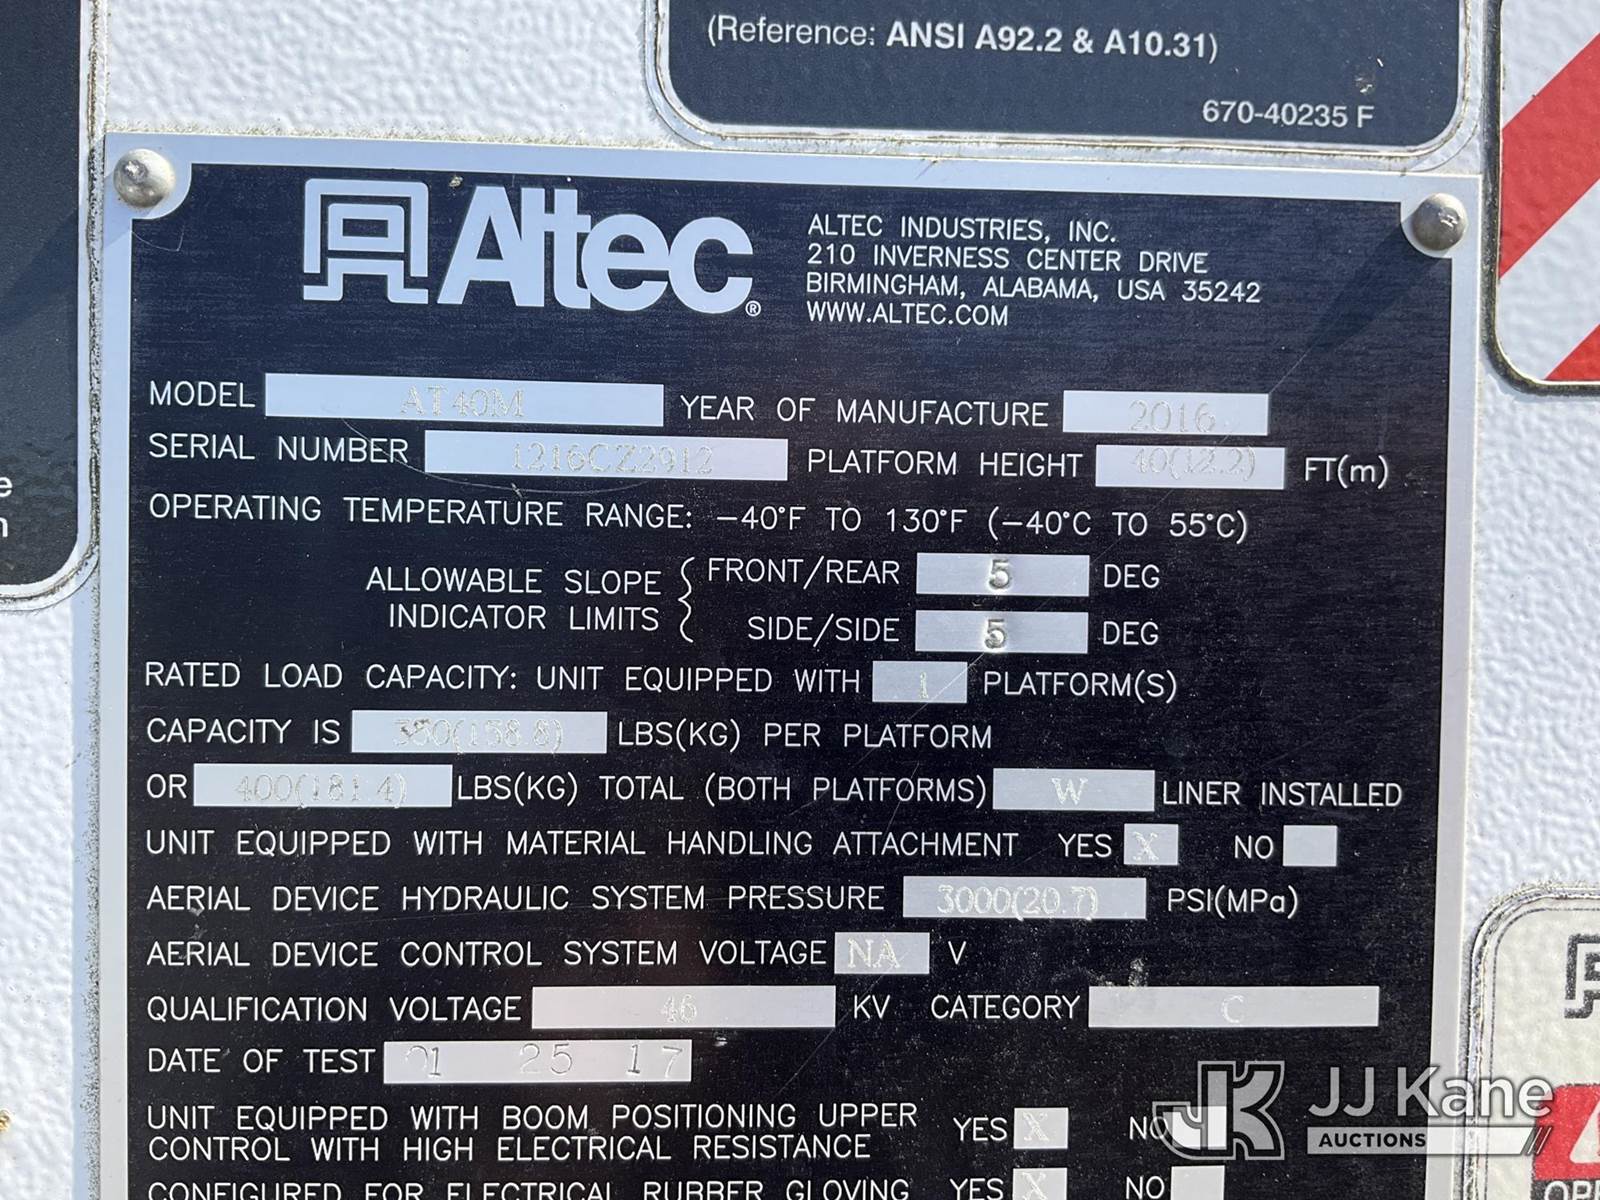 (Reference: ANSI A92.2 & A10.31)
670-40235 F
Altec®
ALTEC INDUSTRIES, INC.
210 INVERNESS CENTER DRIVE
BIRMINGHAM, ALABAMA, USA 35242
WWW.ALTEC.COM
MODEL AT40M YEAR OF MANUFACTURE 2016
SERIAL NUMBER 1216CZ2912 PLATFORM HEIGHT 40(12.2) FT(m)
OPERATING TEMPERATURE RANGE: -40°F TO 130°F (-40°C TO 55°C)
ALLOWABLE SLOPE INDICATOR LIMITS { FRONT/REAR 5 DEG
SIDE/SIDE 5 DEG
RATED LOAD CAPACITY: UNIT EQUIPPED WITH 1 PLATFORM(S)
CAPACITY IS 350(158.8) LBS(KG) PER PLATFORM
OR 400(181.4) LBS(KG) TOTAL (BOTH PLATFORMS) W LINER INSTALLED
UNIT EQUIPPED WITH MATERIAL HANDLING ATTACHMENT YES X NO
AERIAL DEVICE HYDRAULIC SYSTEM PRESSURE 3000(20.7) PSI(MPa)
AERIAL DEVICE CONTROL SYSTEM VOLTAGE NA V
QUALIFICATION VOLTAGE 46 KV CATEGORY C
DATE OF TEST 01 25 17
UNIT EQUIPPED WITH BOOM POSITIONING UPPER
CONTROL WITH HIGH ELECTRICAL RESISTANCE YES X NO
CONFIGURED FOR ELECTRICAL RUBBER GLOVING YES X NO
JK JJ Kane
AUCTIONS